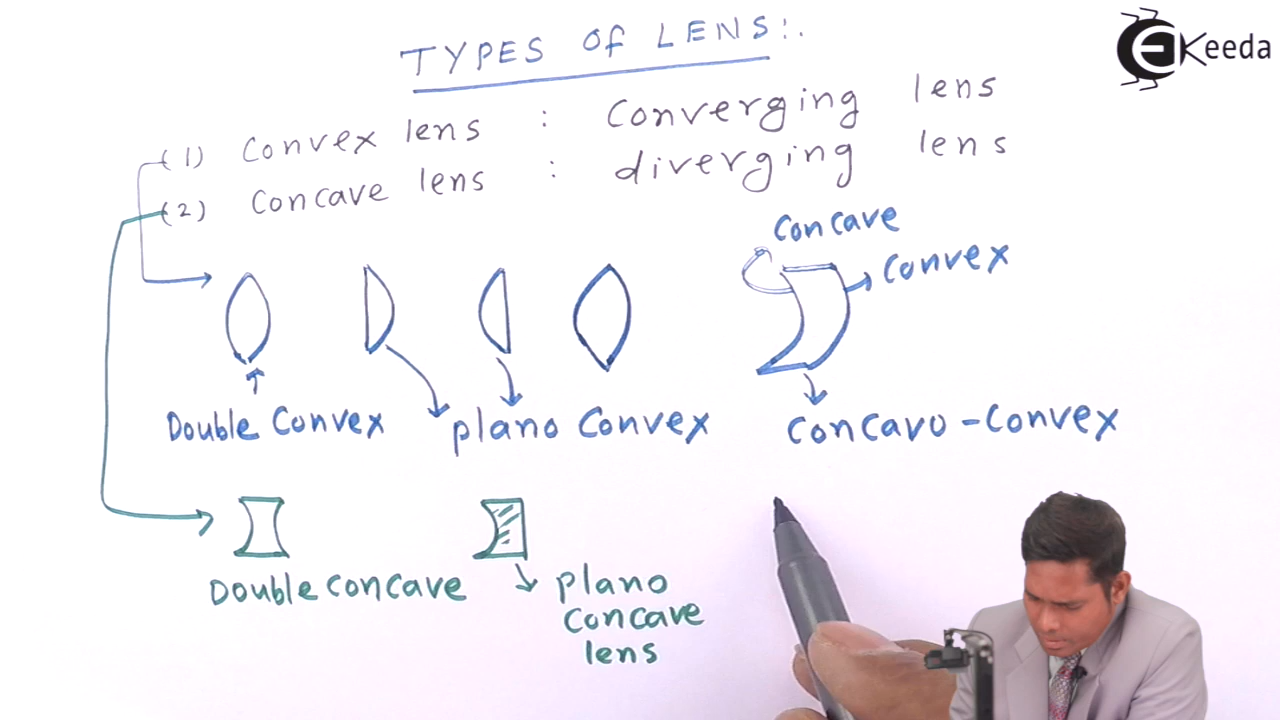 TYPES OF LENS:.
EKeeda
(1) Convex lens : Converging lens
(2) Concave lens : diverging lens
Concave
Convex
Double Convex
plano Convex
Concavo-Convex
Double concave
plano
Concave
lens